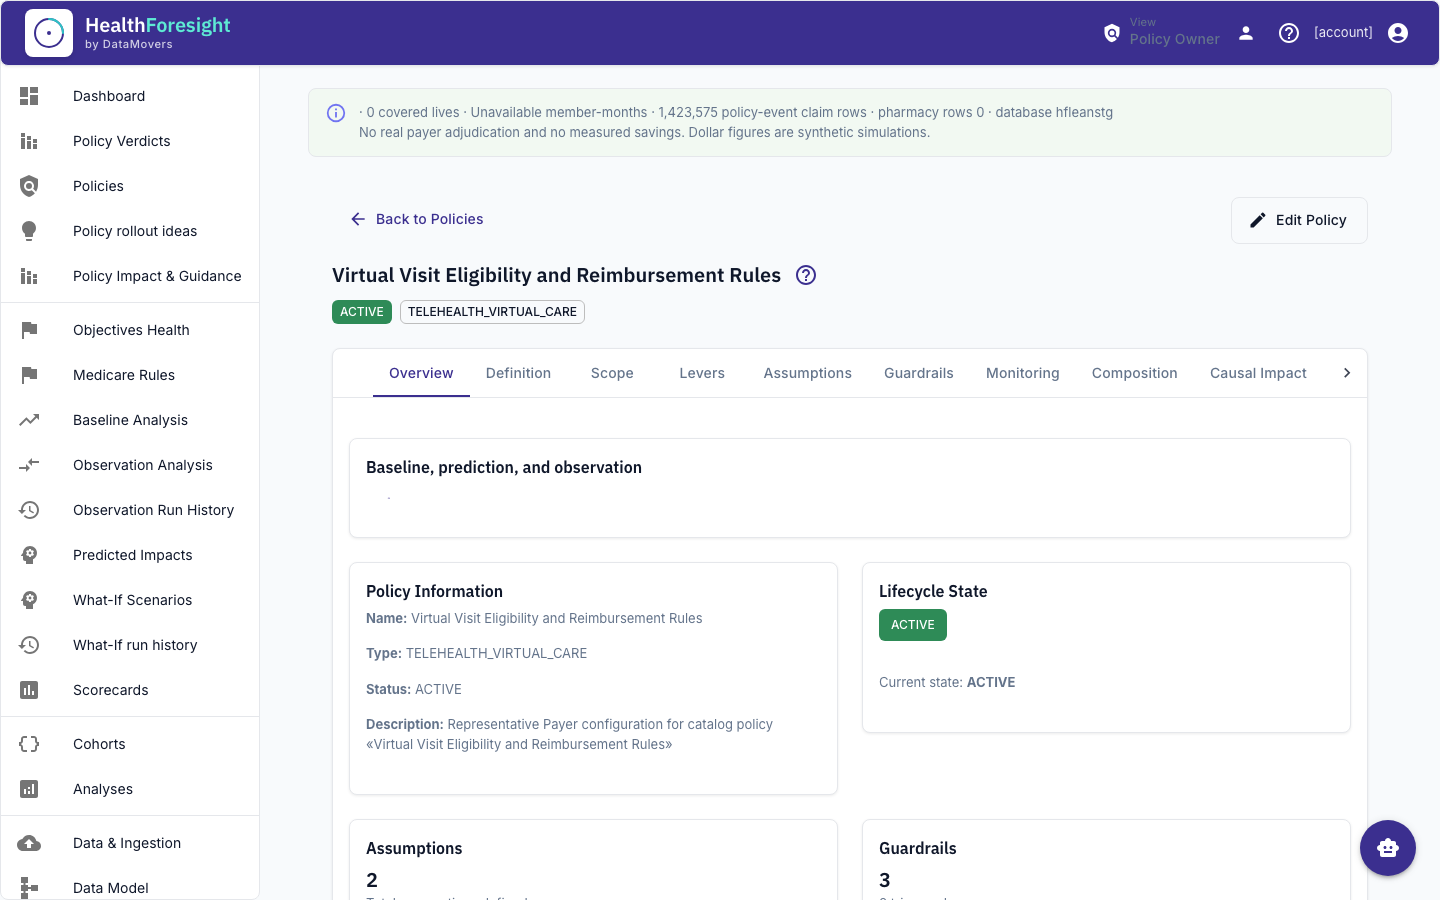 HealthForesight
by DataMovers
View
Policy Owner
[account]
Dashboard
Policy Verdicts
Policies
Policy rollout ideas
Policy Impact & Guidance
Objectives Health
Medicare Rules
Baseline Analysis
Observation Analysis
Observation Run History
Predicted Impacts
What-If Scenarios
What-If run history
Scorecards
Cohorts
Analyses
Data & Ingestion
Data Model
· 0 covered lives · Unavailable member-months · 1,423,575 policy-event claim rows · pharmacy rows 0 · database hfleanstg
No real payer adjudication and no measured savings. Dollar figures are synthetic simulations.
Back to Policies
Edit Policy
Virtual Visit Eligibility and Reimbursement Rules
ACTIVE
TELEHEALTH_VIRTUAL_CARE
Overview
Definition
Scope
Levers
Assumptions
Guardrails
Monitoring
Composition
Causal Impact
Baseline, prediction, and observation
Policy Information
Name: Virtual Visit Eligibility and Reimbursement Rules
Type: TELEHEALTH_VIRTUAL_CARE
Status: ACTIVE
Description: Representative Payer configuration for catalog policy
«Virtual Visit Eligibility and Reimbursement Rules»
Lifecycle State
ACTIVE
Current state: ACTIVE
Assumptions
2
Guardrails
3